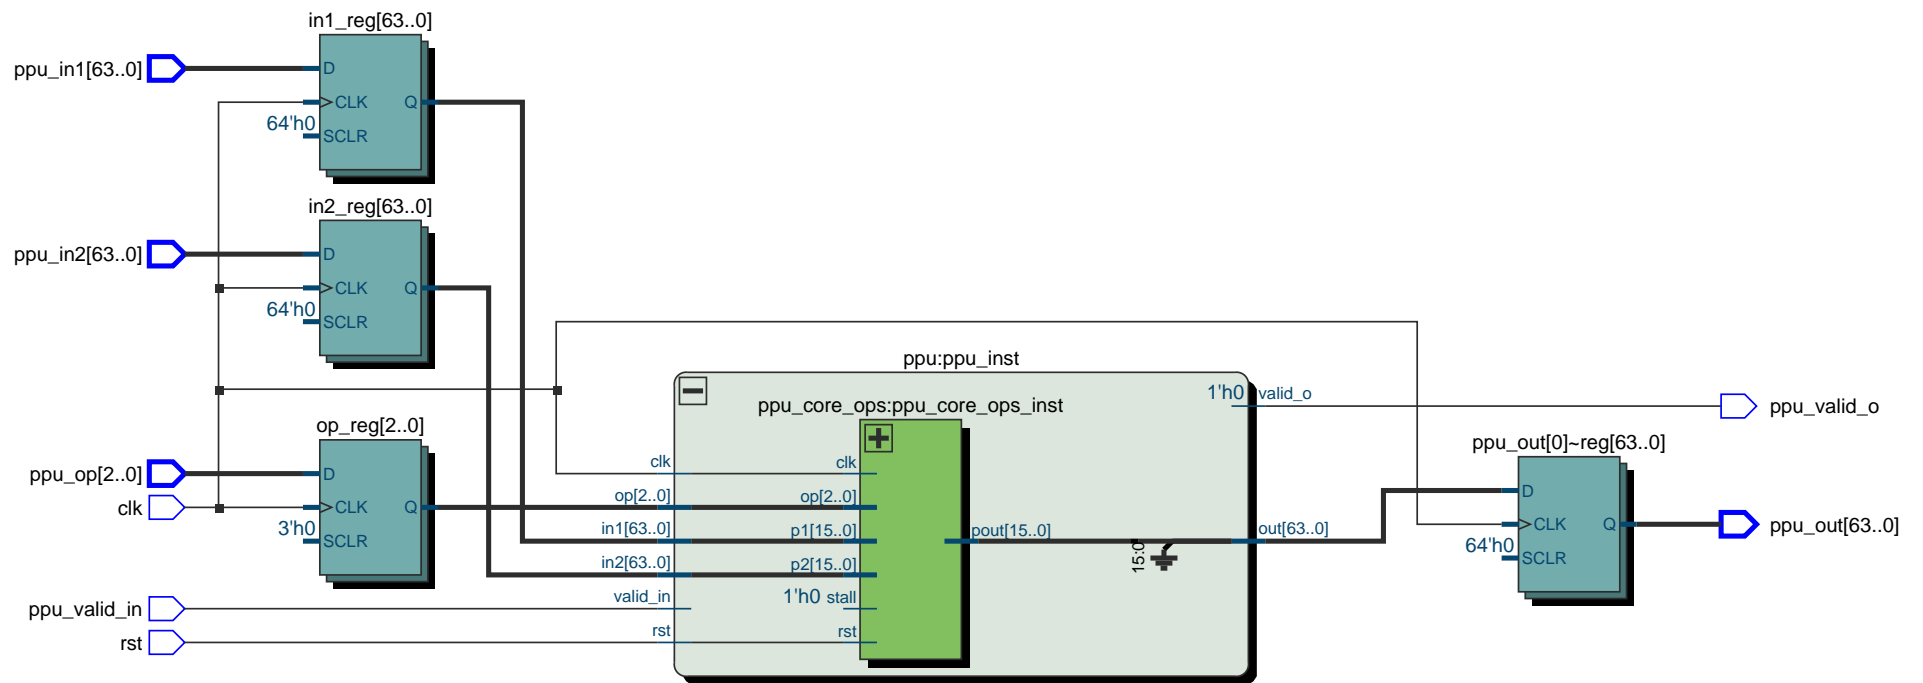 in1_reg[63..0]
ppu_in1[63..0]
D
CLK
Q
64'h0
SCLR
in2_reg[63..0]
ppu_in2[63..0]
D
CLK
Q
64'h0
SCLR
op_reg[2..0]
ppu_op[2..0]
D
clk
CLK
Q
3'h0
SCLR
ppu_valid_in
rst
ppu:ppu_inst
ppu_core_ops:ppu_core_ops_inst
clk
op[2..0]
in1[63..0]
in2[63..0]
valid_in
rst
clk
op[2..0]
p1[15..0]
p2[15..0]
1'h0 stall
rst
pout[15..0]
15:0
1'h0 valid_o
out[63..0]
ppu_valid_o
ppu_out[0]~reg[63..0]
D
CLK
Q
64'h0
SCLR
ppu_out[63..0]